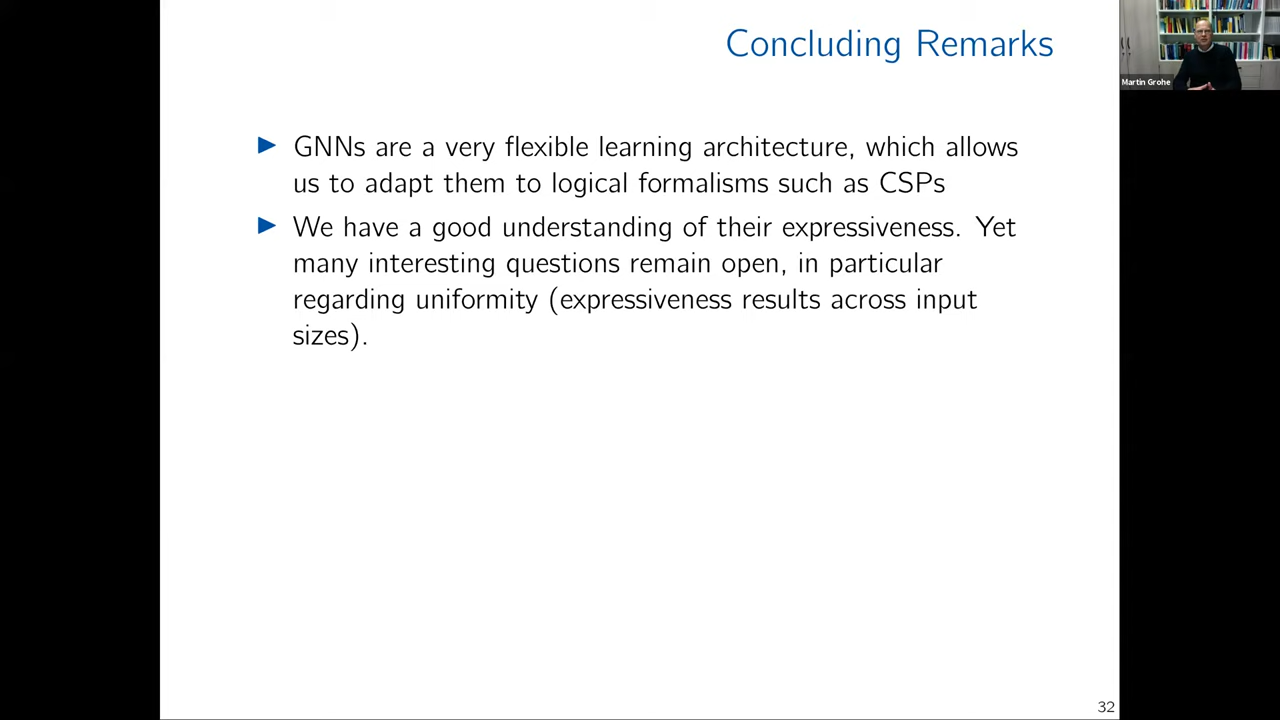 Concluding Remarks
Martin Grohe
▶ GNNs are a very flexible learning architecture, which allows
us to adapt them to logical formalisms such as CSPs
▶ We have a good understanding of their expressiveness. Yet
many interesting questions remain open, in particular
regarding uniformity (expressiveness results across input
sizes).
32